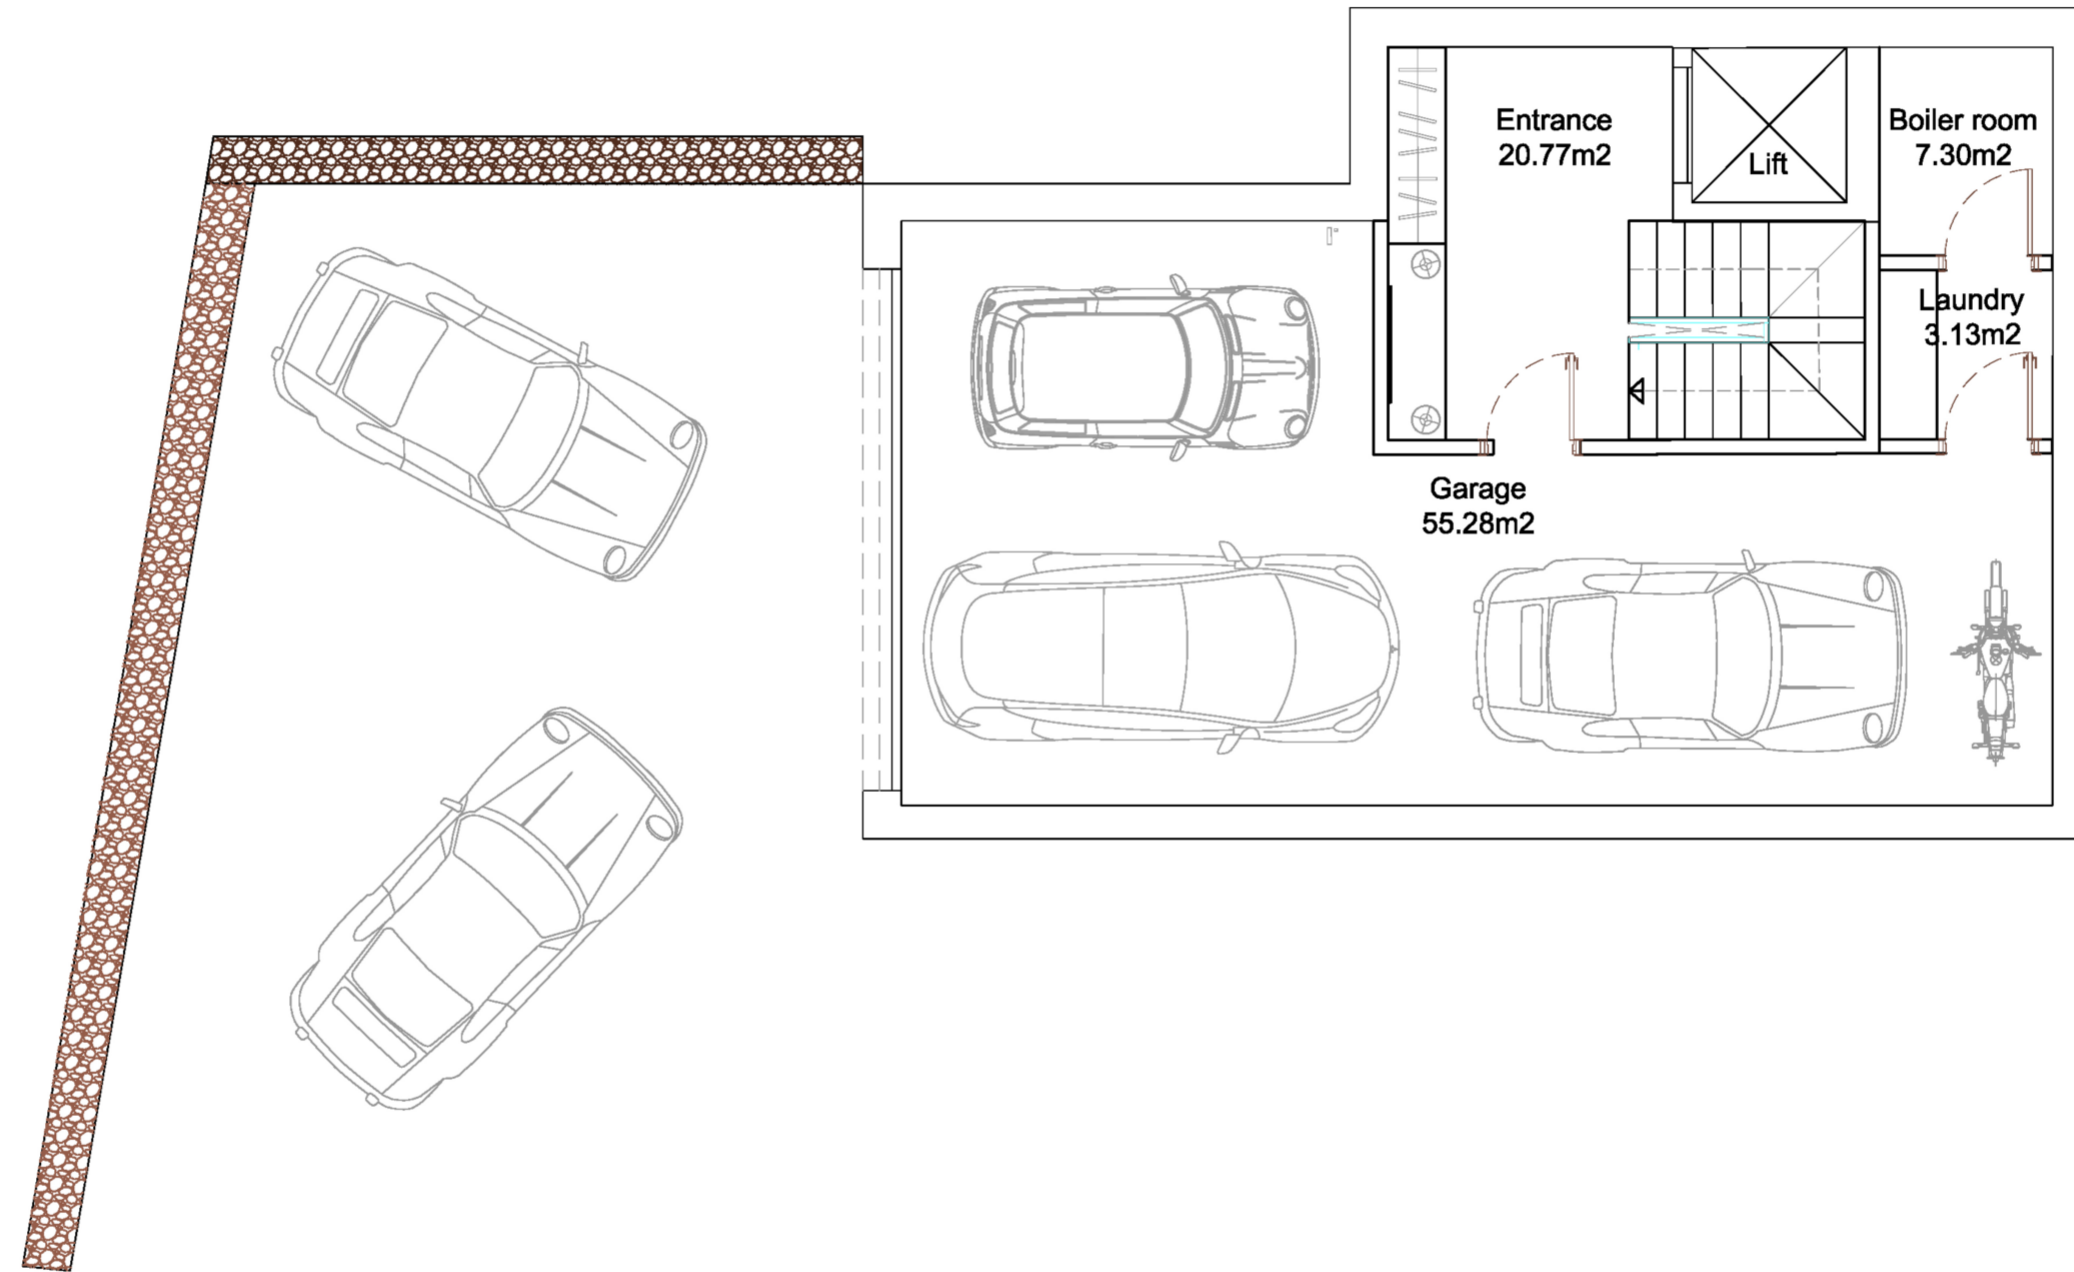 Entrance
20.77m2
Lift
Boiler room
7.30m2
Laundry
3.13m2
Garage
55.28m2